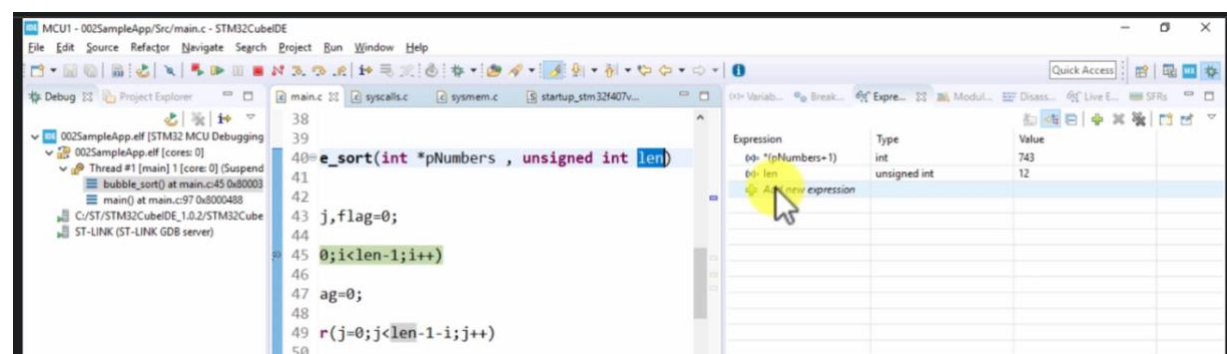 MCU1 - 002SampleApp/Src/main.c - STM32CubeIDE
File Edit Source Refactor Navigate Search Project Run Window Help
Quick Access
Debug Project Explorer
main.c syscalls.c sysmem.c startup_stm32f407v...
Variab... Break... Expre... Modul... Disass... Live E... SFRs
002SampleApp.elf [STM32 MCU Debugging
002SampleApp.elf [cores: 0]
Thread #1 [main] 1 [core: 0] (Suspend
bubble_sort() at main.c:45 0x80003
main() at main.c:97 0x8000488
C:/ST/STM32CubeIDE_1.0.2/STM32Cube
ST-LINK (ST-LINK GDB server)
38
39
40 e_sort(int *pNumbers , unsigned int len)
41
42
43 j,flag=0;
44
45 0;i<len-1;i++)
46
47 ag=0;
48
49 r(j=0;j<len-1-i;j++)
50
Expression Type Value
*(pNumbers+1) int 743
len unsigned int 12
Add new expression